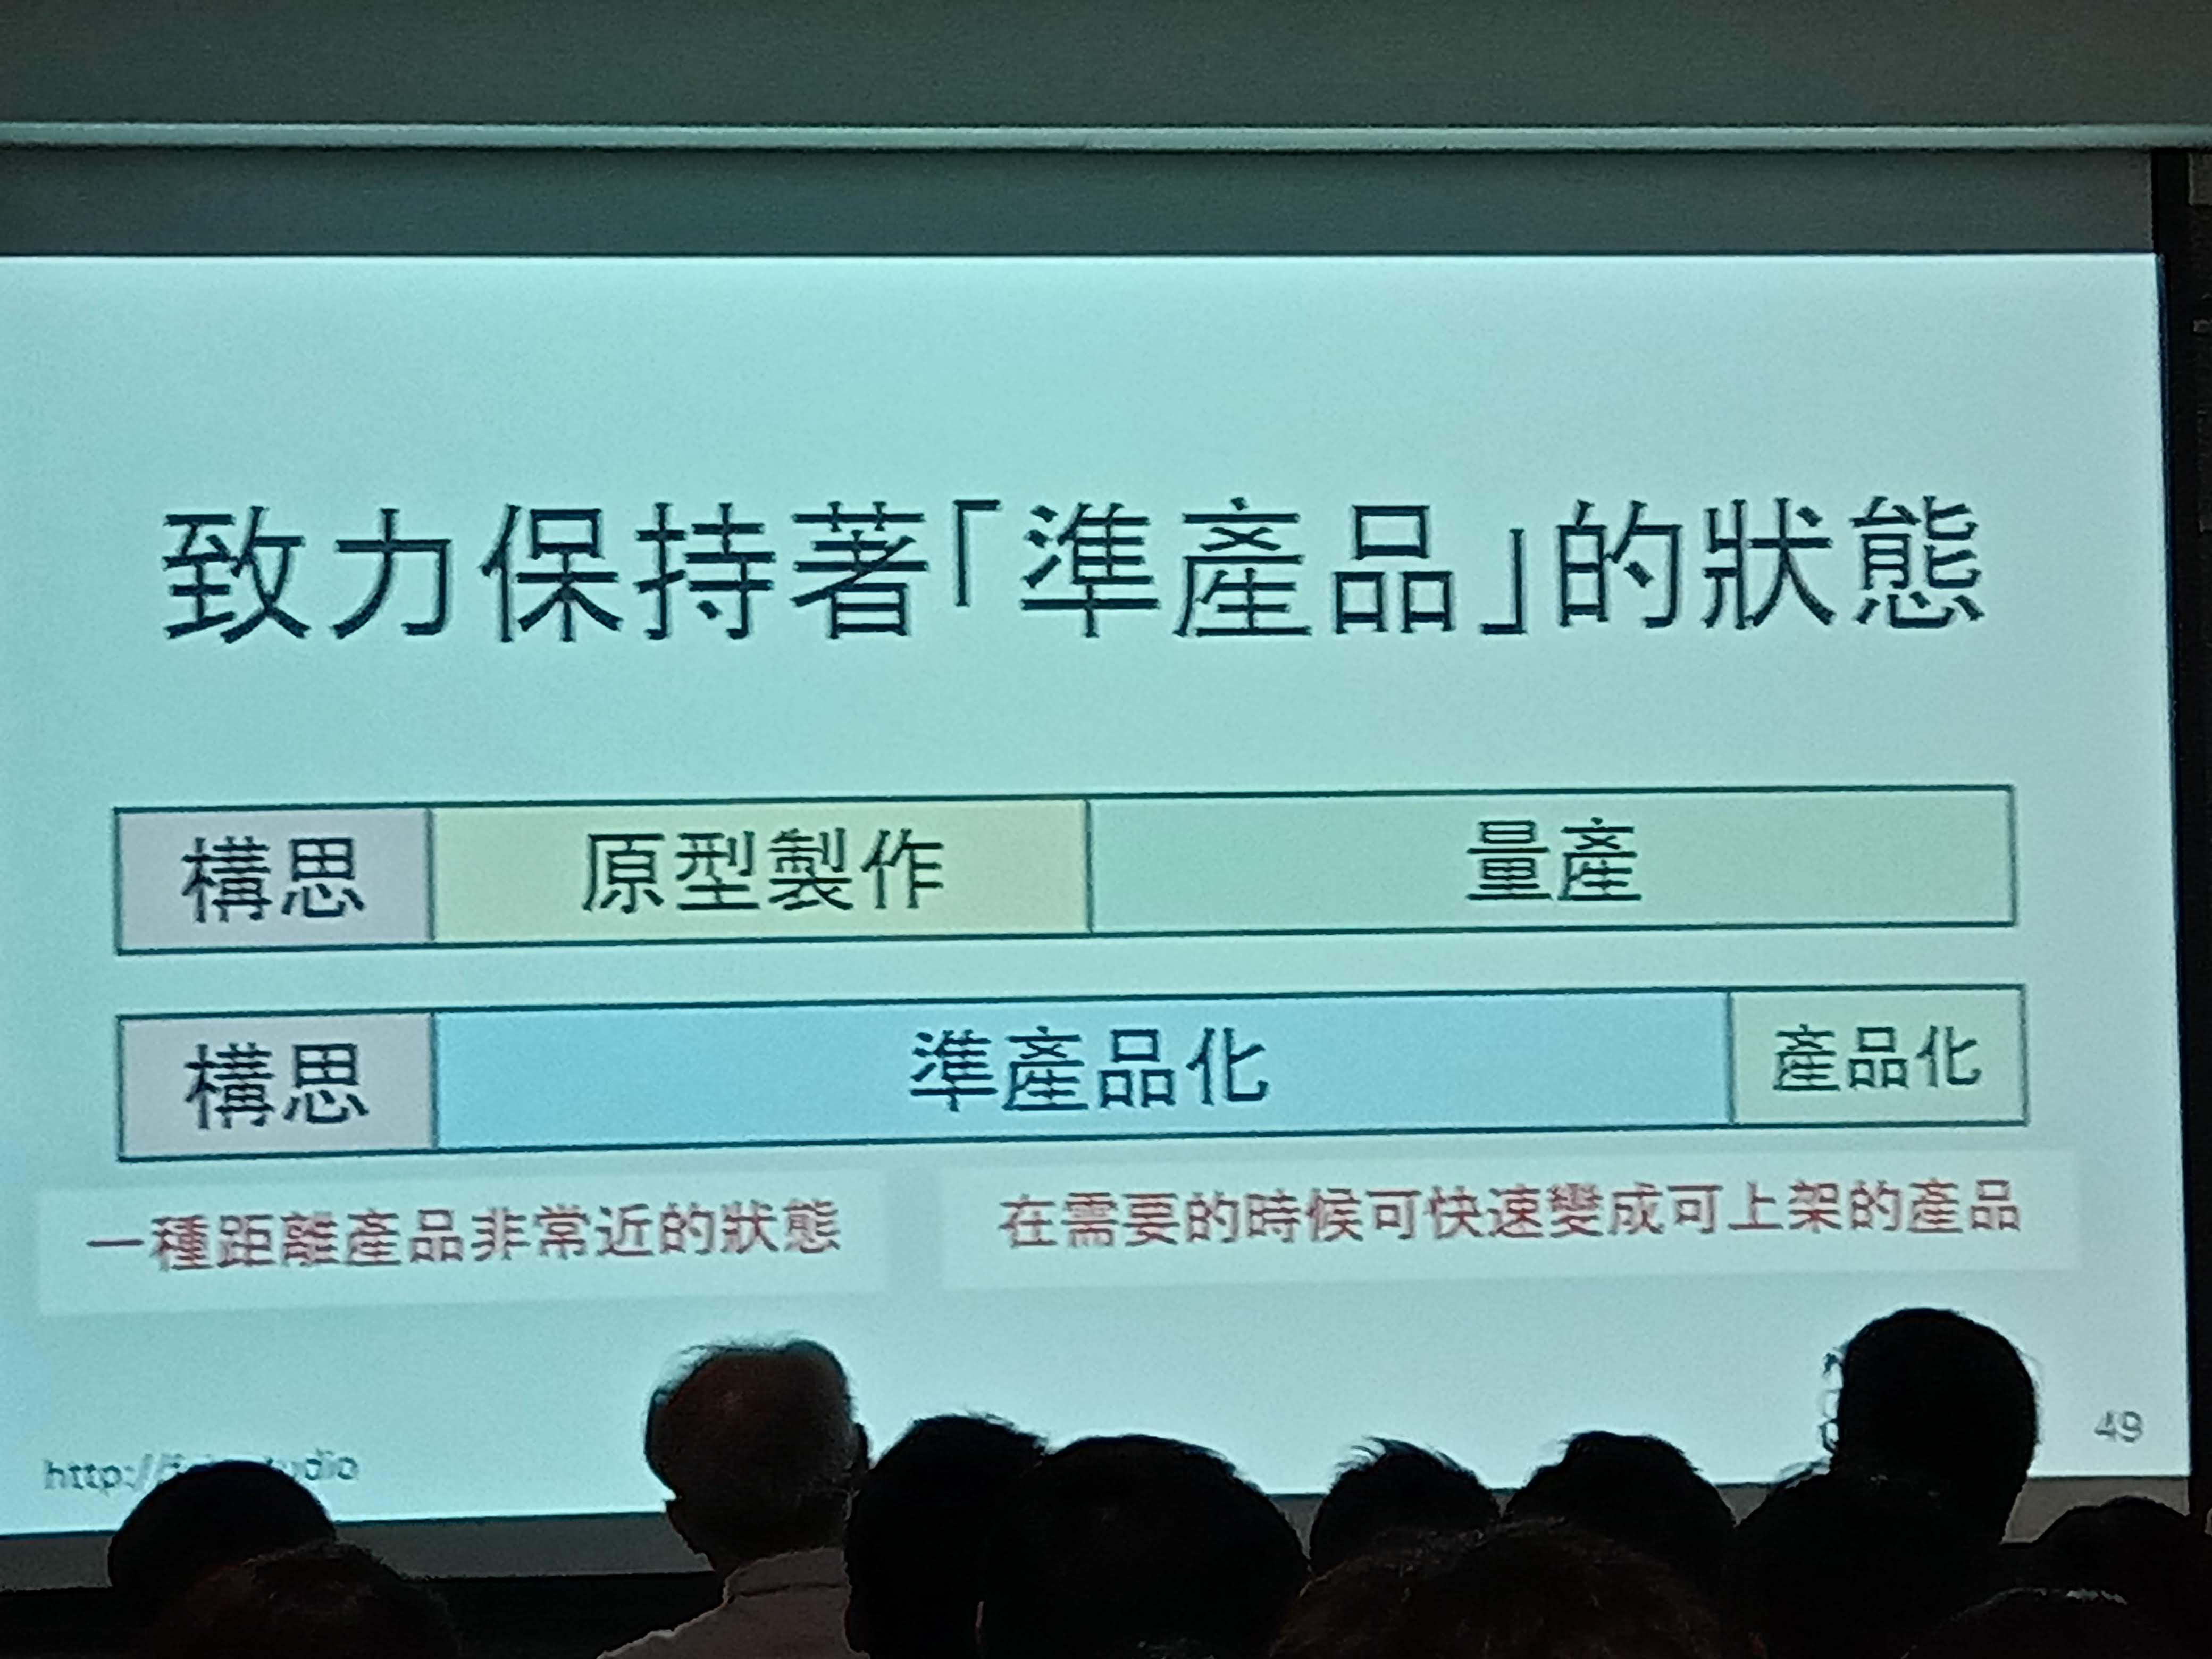 致力保持著「準產品」的狀態
構思 原型製作 量產
構思 準產品化 產品化
一種距離產品非常近的狀態 在需要的時候可快速變成可上架的產品
http://
49